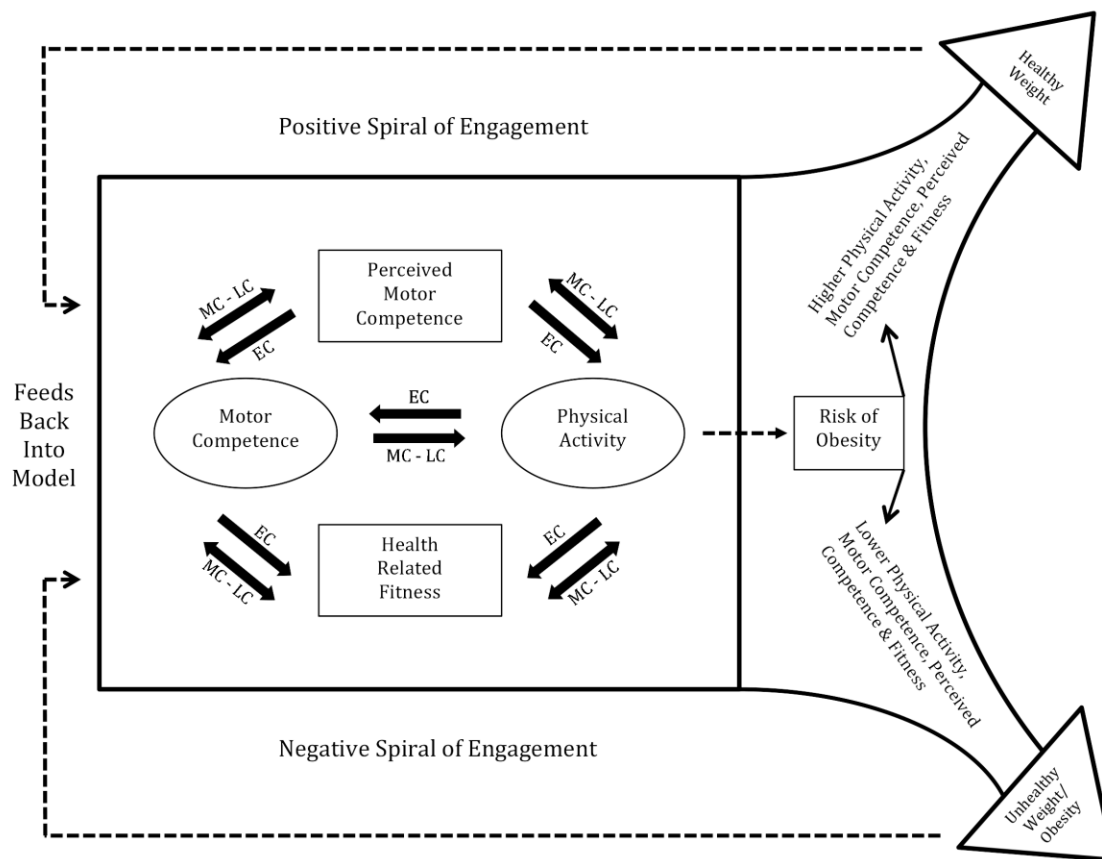 Healthy
Weight
Positive Spiral of Engagement
Higher Physical Activity,
Motor Competence, Perceived
Competence & Fitness
Perceived
Motor
Competence
MC - LC
EC
MC - LC
EC
Feeds
Back
Into
Model
Motor
Competence
EC
MC - LC
Physical
Activity
Risk of
Obesity
EC
MC - LC
Health
Related
Fitness
EC
MC - LC
Lower Physical Activity,
Motor Competence, Perceived
Competence & Fitness
Negative Spiral of Engagement
Unhealthy
Weight/
Obesity